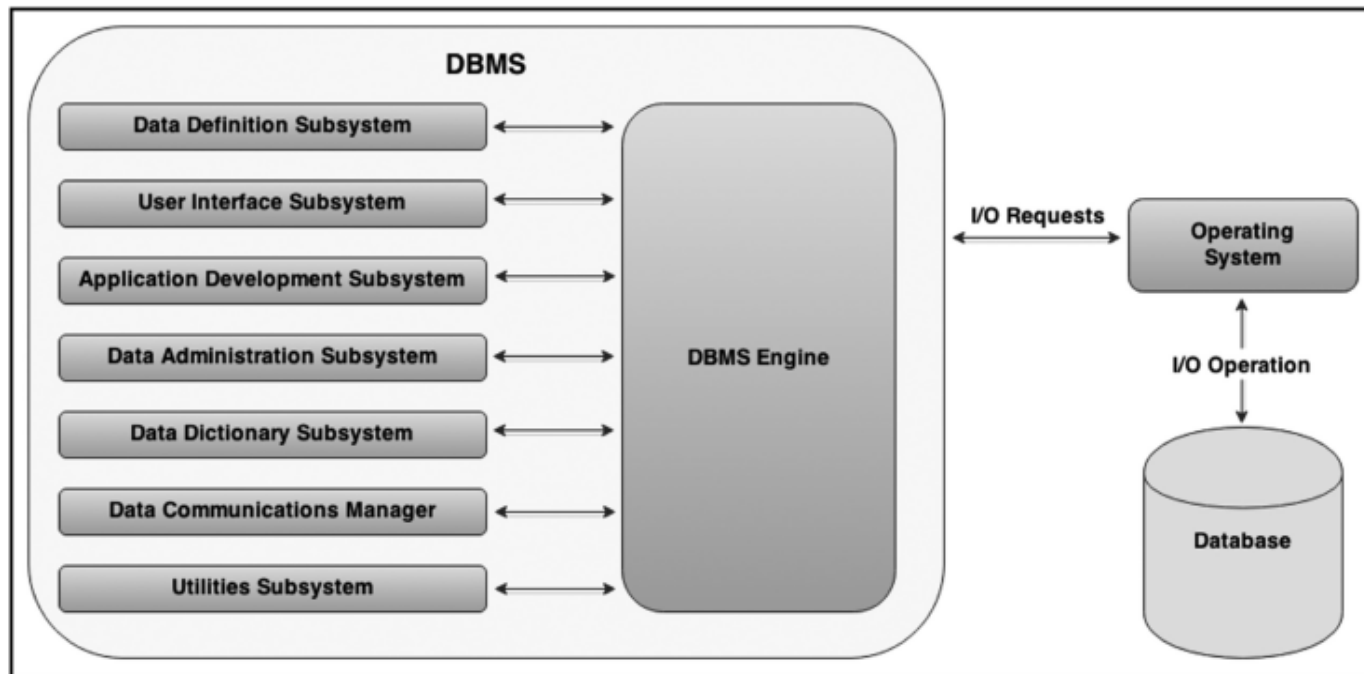 DBMS
Data Definition Subsystem
User Interface Subsystem
Application Development Subsystem
Data Administration Subsystem
Data Dictionary Subsystem
Data Communications Manager
Utilities Subsystem
DBMS Engine
I/O Requests
Operating
System
I/O Operation
Database